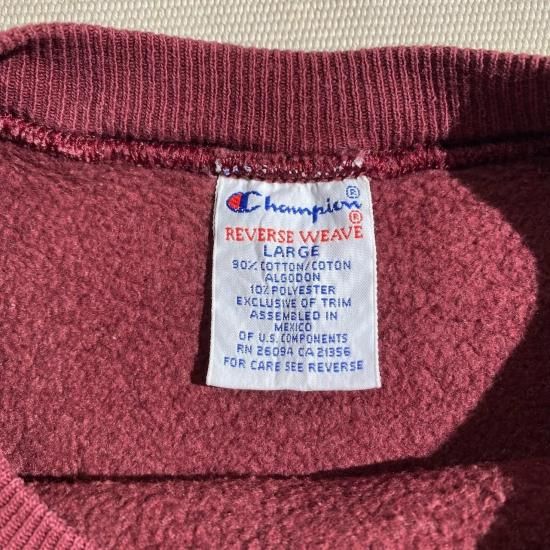 Champion®
REVERSE WEAVE®
LARGE
90% COTTON/COTON
ALGODON
10% POLYESTER
EXCLUSIVE OF TRIM
ASSEMBLED IN
MEXICO
OF U.S. COMPONENTS
RN 26094 CA 21356
FOR CARE SEE REVERSE